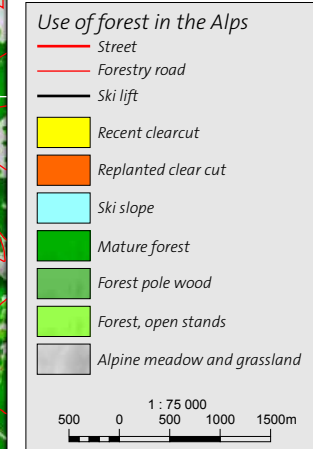 Use of forest in the Alps
Street
Forestry road
Ski lift
Recent clearcut
Replanted clear cut
Ski slope
Mature forest
Forest pole wood
Forest, open stands
Alpine meadow and grassland
1 : 75 000
500 0 500 1000 1500m